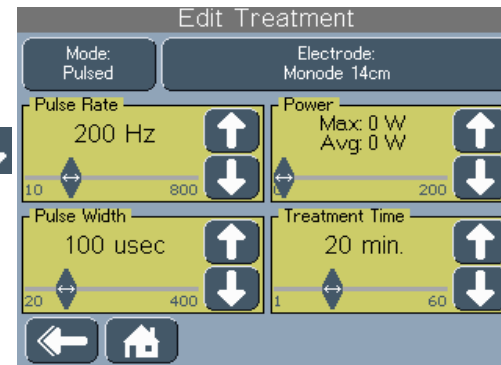 Edit Treatment
Mode:
Pulsed
Electrode:
Monode 14cm
Pulse Rate
200 Hz
10
800
Power
Max: 0 W
Avg: 0 W
200
Pulse Width
100 usec
20
400
Treatment Time
20 min.
1
60